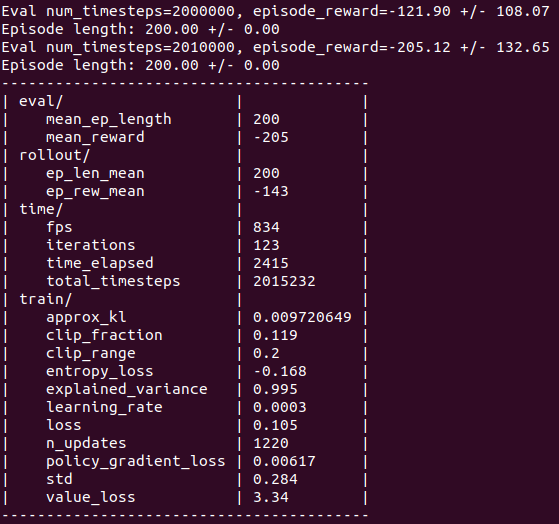 Eval num_timesteps=2000000, episode_reward=-121.90 +/- 108.07
Episode length: 200.00 +/- 0.00
Eval num_timesteps=2010000, episode_reward=-205.12 +/- 132.65
Episode length: 200.00 +/- 0.00
-----------------------------------------
| eval/                   |             |
|    mean_ep_length       | 200         |
|    mean_reward          | -205        |
| rollout/                |             |
|    ep_len_mean          | 200         |
|    ep_rew_mean          | -143        |
| time/                   |             |
|    fps                  | 834         |
|    iterations           | 123         |
|    time_elapsed         | 2415        |
|    total_timesteps      | 2015232     |
| train/                  |             |
|    approx_kl            | 0.009720649 |
|    clip_fraction        | 0.119       |
|    clip_range           | 0.2         |
|    entropy_loss         | -0.168      |
|    explained_variance   | 0.995       |
|    learning_rate        | 0.0003      |
|    loss                 | 0.105       |
|    n_updates            | 1220        |
|    policy_gradient_loss | 0.00617     |
|    std                  | 0.284       |
|    value_loss           | 3.34        |
-----------------------------------------